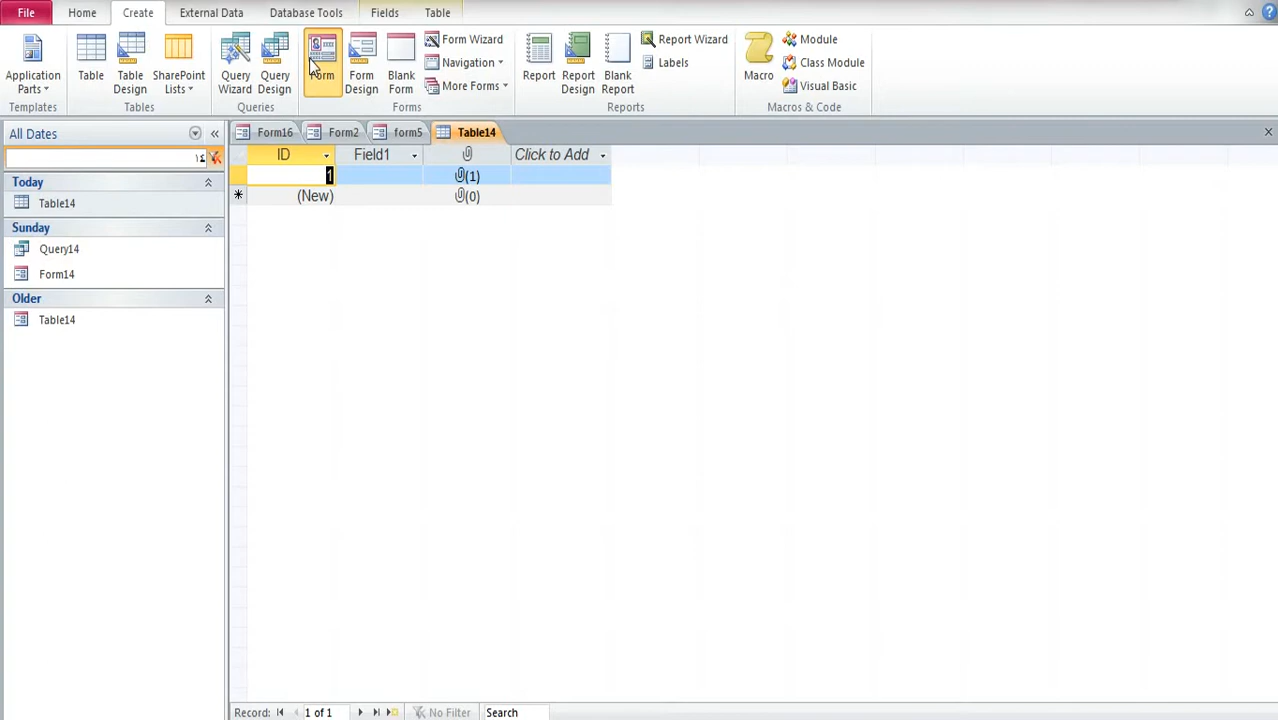 File Create Home External Data Database Tools Fields Table
Application Parts Table Table Design SharePoint Lists Query Wizard Query Design Form Form Design Blank Form Form Wizard Navigation More Forms Report Report Design Blank Report Report Wizard Labels Macro Module Class Module Visual Basic
Templates Tables Queries Forms Reports Macros & Code
All Dates
Form16 Form2 form5 Table14
١٤
ID Field1 Click to Add
1 (1)
(New) (0)
Today
Table14
Sunday
Query14
Form14
Older
Table14
Record: 1 of 1 No Filter Search